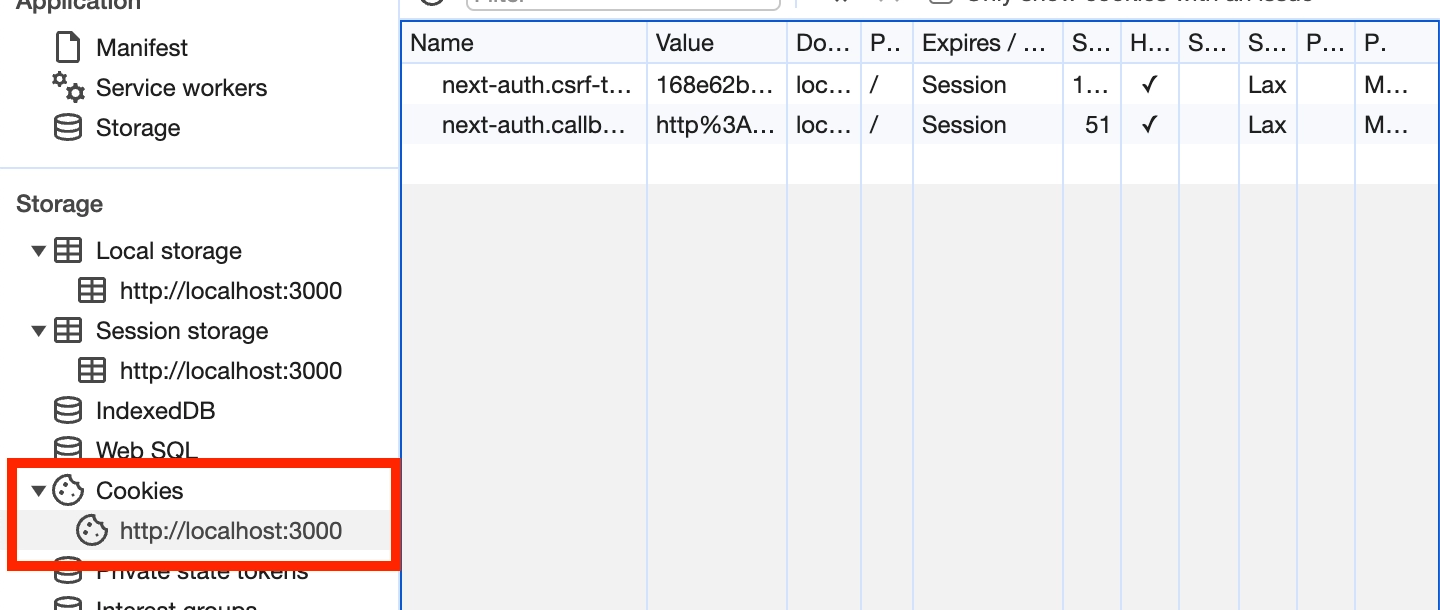 Application
Manifest
Service workers
Storage
Storage
Local storage
http://localhost:3000
Session storage
http://localhost:3000
IndexedDB
Web SQL
Cookies
http://localhost:3000
Private state tokens
Interest groups
Filter
Only show cookies with an issue
Name Value Do... P.. Expires / ... S... H... S... S... P... P.
next-auth.csrf-t... 168e62b... loc... / Session 1... ✓ Lax M...
next-auth.callb... http%3A... loc... / Session 51 ✓ Lax M...